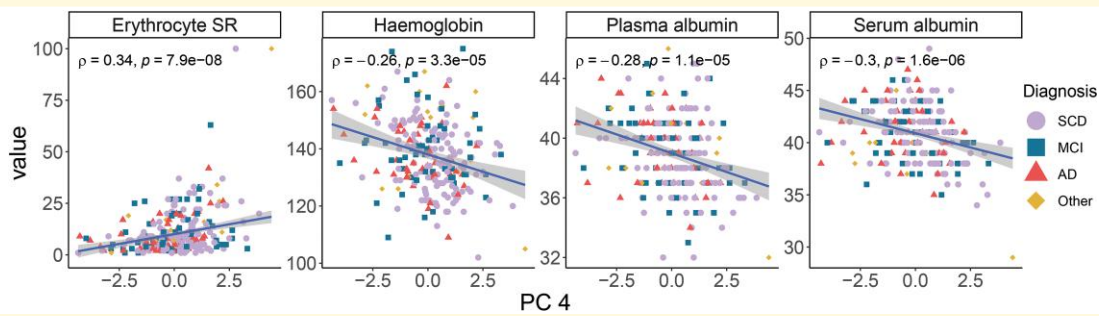 Erythrocyte SR
Haemoglobin
Plasma albumin
Serum albumin
ρ = 0.34, p = 7.9e−08
ρ = −0.26, p = 3.3e−05
ρ = −0.28, p = 1.1e−05
ρ = −0.3, p = 1.6e−06
value
100
75
50
25
0
160
140
120
100
44
40
36
32
50
45
40
35
30
−2.5 0.0 2.5
−2.5 0.0 2.5
−2.5 0.0 2.5
−2.5 0.0 2.5
PC 4
Diagnosis
SCD
MCI
AD
Other